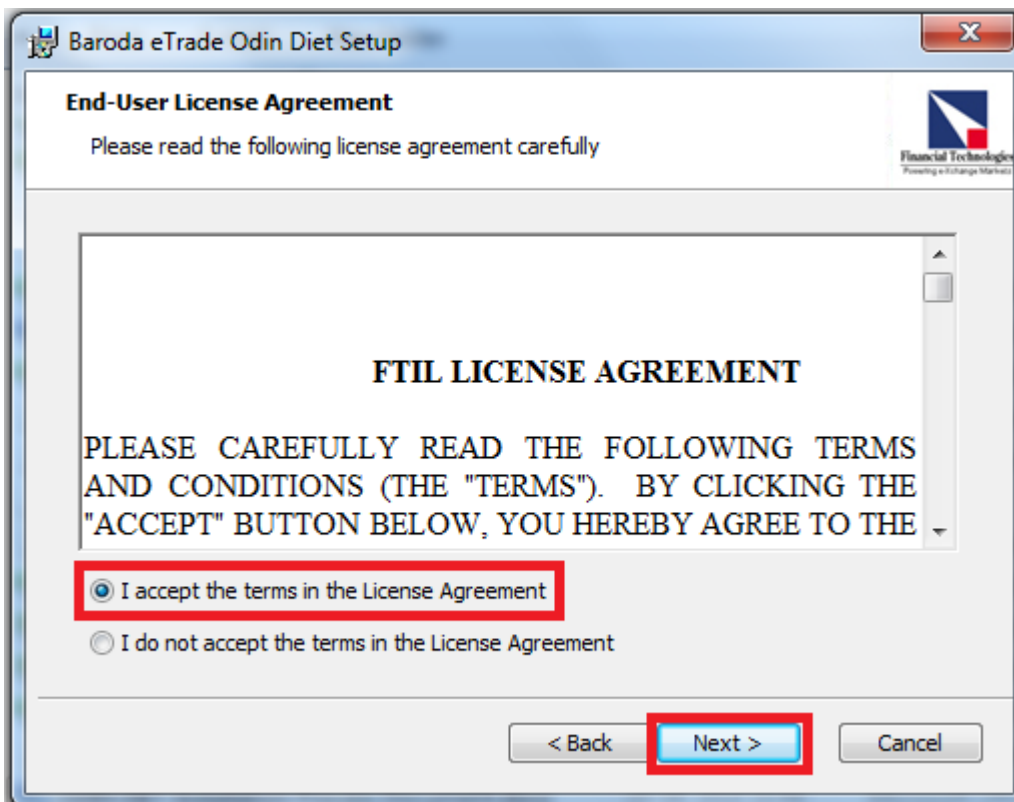 Baroda eTrade Odin Diet Setup
x
End-User License Agreement
Please read the following license agreement carefully
Financial Technologies
Powering e-Xchange Markets
FTIL LICENSE AGREEMENT
PLEASE CAREFULLY READ THE FOLLOWING TERMS
AND CONDITIONS (THE "TERMS"). BY CLICKING THE
"ACCEPT" BUTTON BELOW, YOU HEREBY AGREE TO THE
I accept the terms in the License Agreement
I do not accept the terms in the License Agreement
< Back Next > Cancel